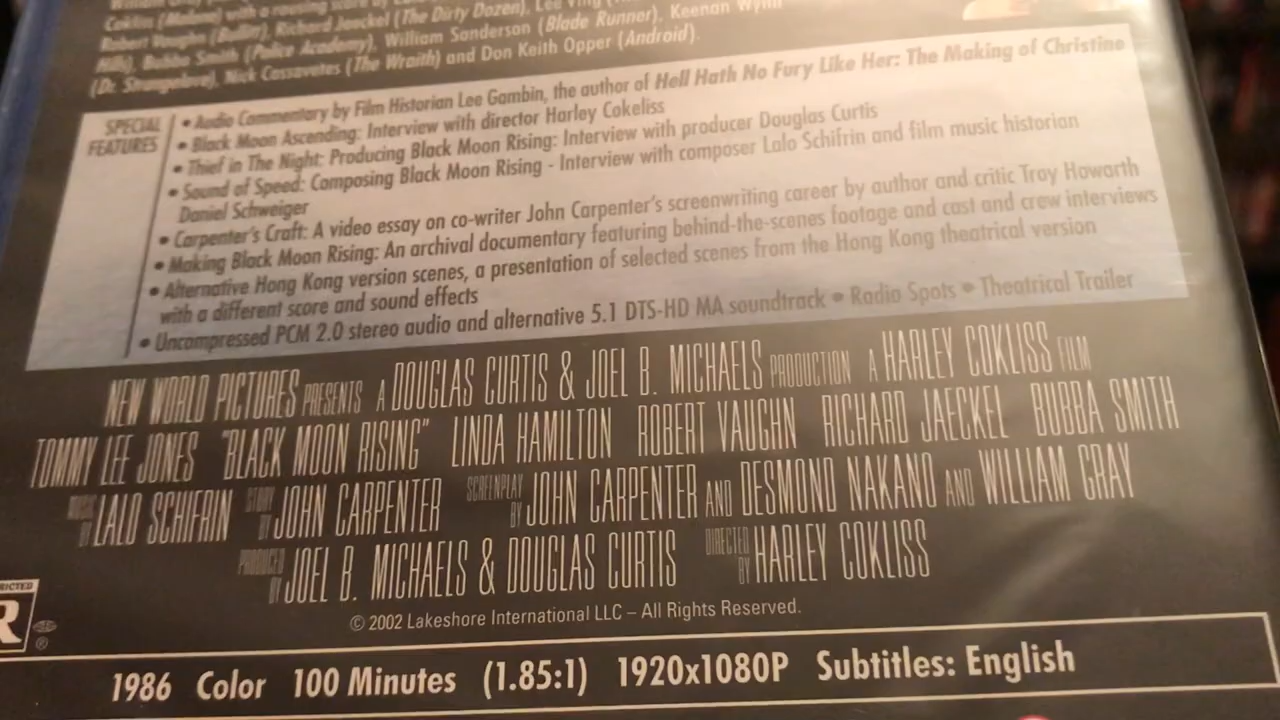 Cokliss (Malone) with a rousing score by
Robert Vaughn (Bullitt), Richard Jaeckel (The Dirty Dozen), Lee Ving
Hills), Bubba Smith (Police Academy), William Sanderson (Blade Runner), Keenan Wynn
(Dr. Strangelove), Nick Cassavetes (The Wraith) and Don Keith Opper (Android).
SPECIAL
FEATURES
• Audio Commentary by Film Historian Lee Gambin, the author of Hell Hath No Fury Like Her: The Making of Christine
• Black Moon Ascending: Interview with director Harley Cokeliss
• Thief in The Night: Producing Black Moon Rising: Interview with producer Douglas Curtis
• Sound of Speed: Composing Black Moon Rising - Interview with composer Lalo Schifrin and film music historian
Daniel Schweiger
• Carpenter's Craft: A video essay on co-writer John Carpenter's screenwriting career by author and critic Troy Howarth
• Making Black Moon Rising: An archival documentary featuring behind-the-scenes footage and cast and crew interviews
• Alternative Hong Kong version scenes, a presentation of selected scenes from the Hong Kong theatrical version
with a different score and sound effects
• Uncompressed PCM 2.0 stereo audio and alternative 5.1 DTS-HD MA soundtrack • Radio Spots • Theatrical Trailer
NEW WORLD PICTURES PRESENTS A DOUGLAS CURTIS & JOEL B. MICHAELS PRODUCTION A HARLEY COKLISS FILM
TOMMY LEE JONES "BLACK MOON RISING" LINDA HAMILTON ROBERT VAUGHN RICHARD JAECKEL BUBBA SMITH
MUSIC BY LALO SCHIFRIN STORY BY JOHN CARPENTER SCREENPLAY BY JOHN CARPENTER AND DESMOND NAKANO AND WILLIAM GRAY
PRODUCED BY JOEL B. MICHAELS & DOUGLAS CURTIS DIRECTED BY HARLEY COKLISS
© 2002 Lakeshore International LLC – All Rights Reserved.
RICTED
R
®
1986 Color 100 Minutes (1.85:1) 1920x1080P Subtitles: English